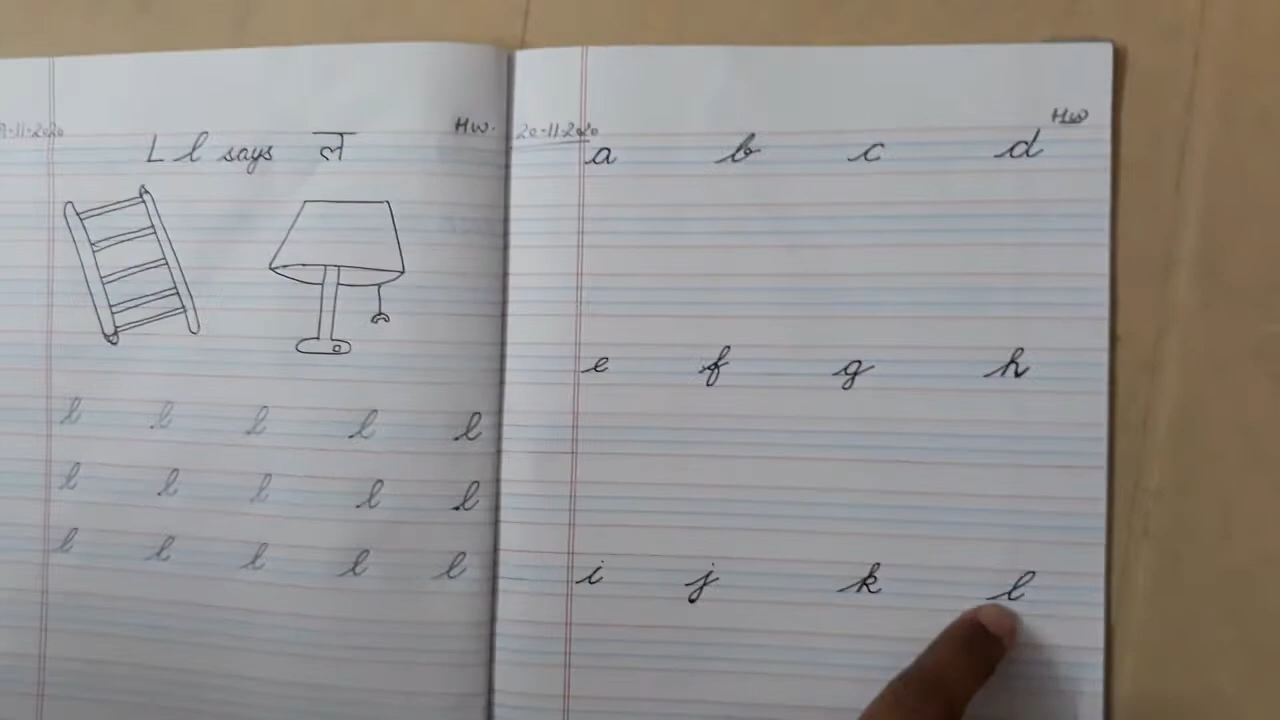 HW.
L l says ल
l l l l l
l l l l l
l l l l l
20-11-2020 HW
a b c d
e f g h
i j k l